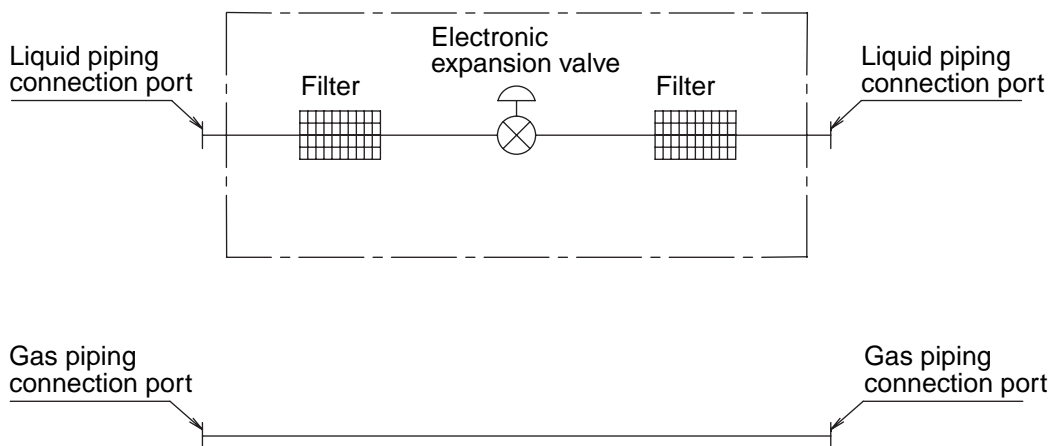 Electronic
expansion valve
Liquid piping
connection port
Liquid piping
connection port
Filter
Filter
Gas piping
connection port
Gas piping
connection port